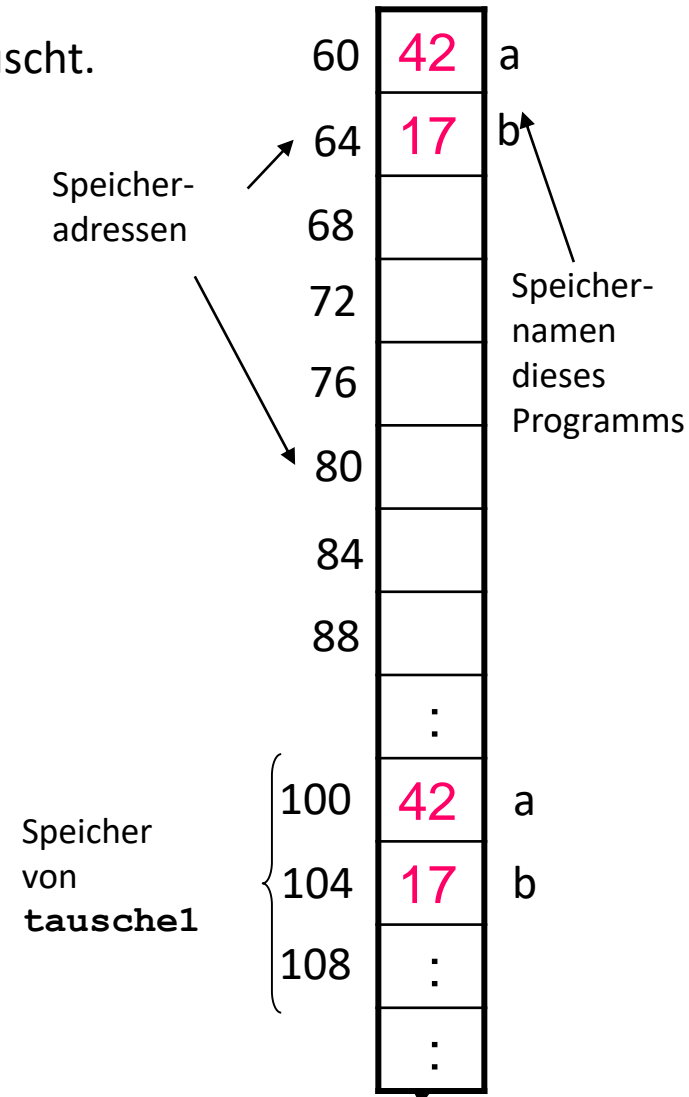 uscht.
60 42 a
64 17 b
Speicher-
adressen
68
72
Speicher-
namen
dieses
Programms
76
80
84
88
:
100 42 a
Speicher
von
tausche1
104 17 b
108 :
: